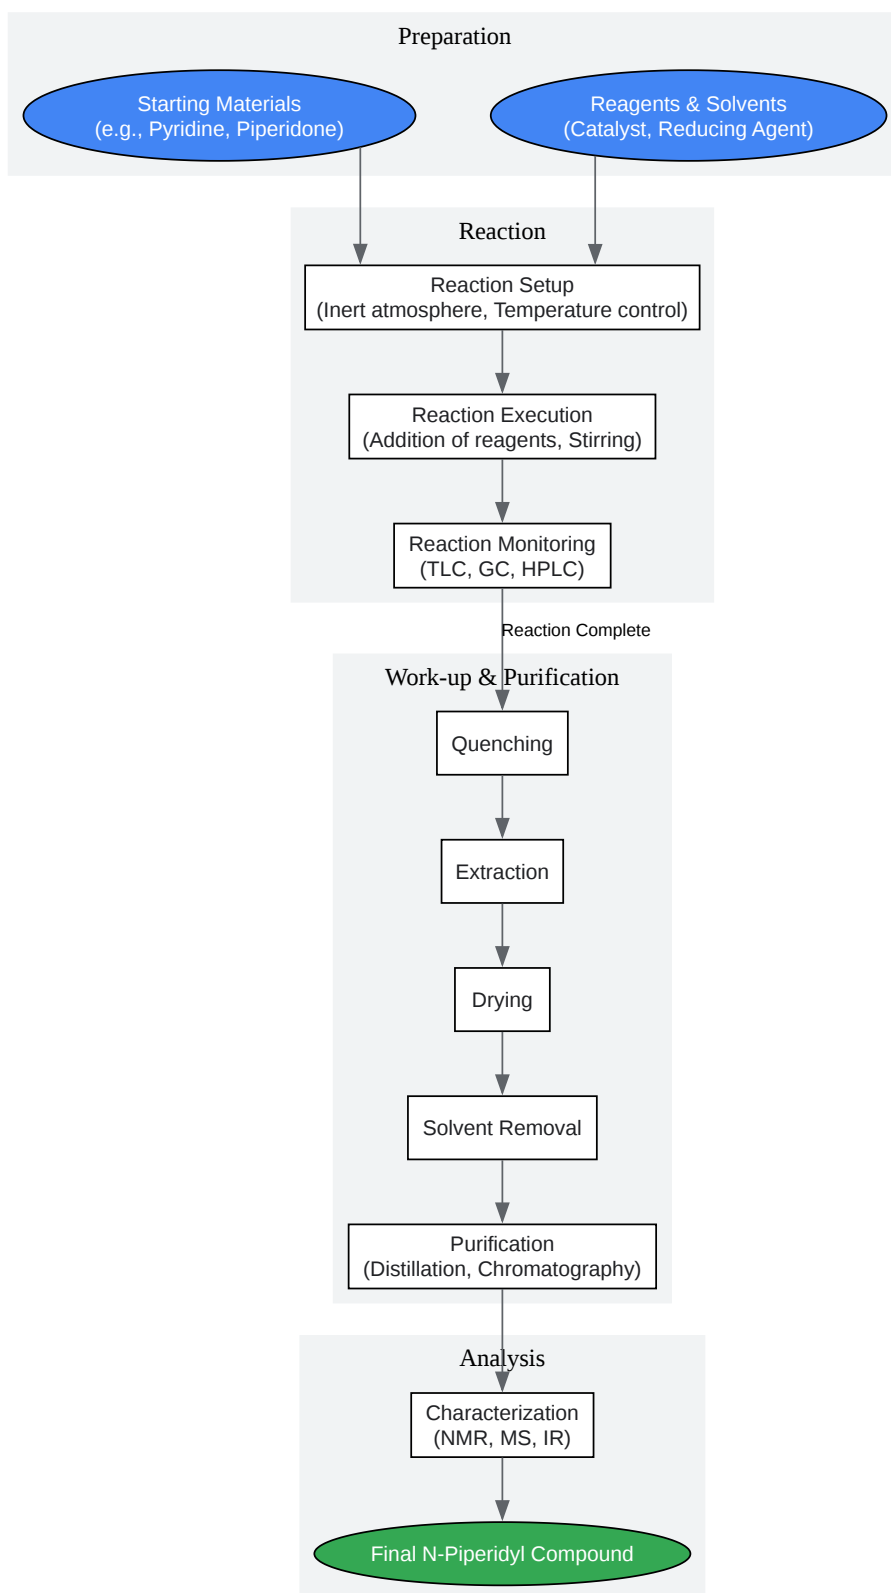 Preparation
Starting Materials
(e.g., Pyridine, Piperidone)
Reagents & Solvents
(Catalyst, Reducing Agent)
Reaction
Reaction Setup
(Inert atmosphere, Temperature control)
Reaction Execution
(Addition of reagents, Stirring)
Reaction Monitoring
(TLC, GC, HPLC)
Reaction Complete
Work-up & Purification
Quenching
Extraction
Drying
Solvent Removal
Purification
(Distillation, Chromatography)
Analysis
Characterization
(NMR, MS, IR)
Final N-Piperidyl Compound